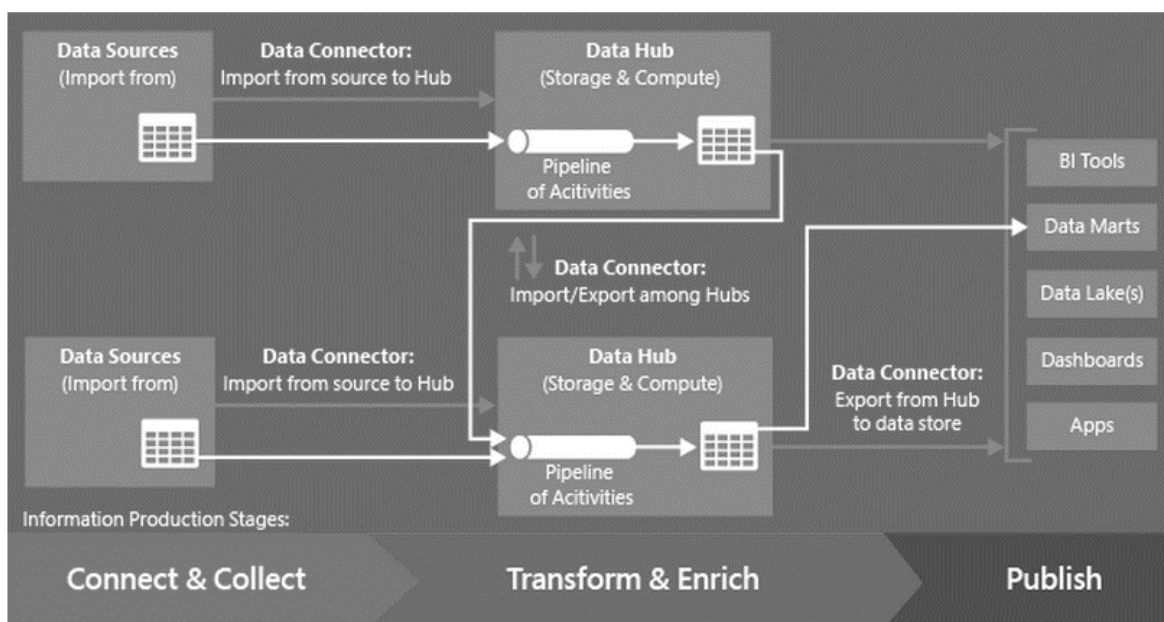 Data Sources
(Import from)
Data Connector:
Import from source to Hub
Data Hub
(Storage & Compute)
Pipeline
of Acitivities
BI Tools
Data Marts
Data Lake(s)
Dashboards
Apps
Data Connector:
Import/Export among Hubs
Data Sources
(Import from)
Data Connector:
Import from source to Hub
Data Hub
(Storage & Compute)
Pipeline
of Acitivities
Data Connector:
Export from Hub
to data store
Information Production Stages:
Connect & Collect
Transform & Enrich
Publish